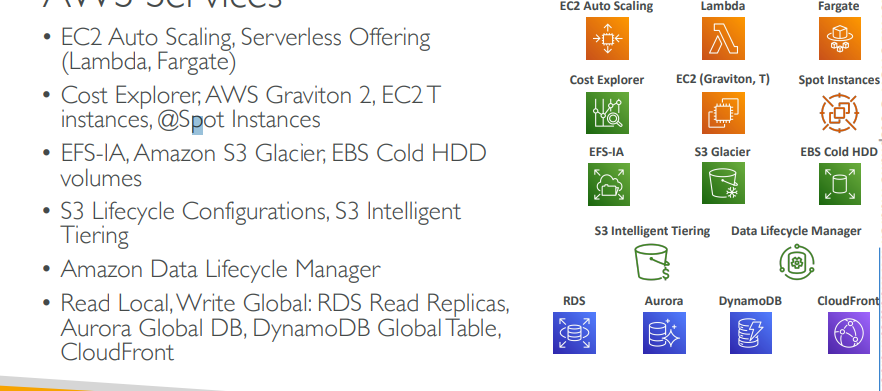 AWS Services
• EC2 Auto Scaling, Serverless Offering
(Lambda, Fargate)
• Cost Explorer, AWS Graviton 2, EC2 T
instances, @Spot Instances
• EFS-IA, Amazon S3 Glacier, EBS Cold HDD
volumes
• S3 Lifecycle Configurations, S3 Intelligent
Tiering
• Amazon Data Lifecycle Manager
• Read Local, Write Global: RDS Read Replicas,
Aurora Global DB, DynamoDB Global Table,
CloudFront
EC2 Auto Scaling
Lambda
Fargate
Cost Explorer
EC2 (Graviton, T)
Spot Instances
EFS-IA
S3 Glacier
EBS Cold HDD
S3 Intelligent Tiering
Data Lifecycle Manager
RDS
Aurora
DynamoDB
CloudFront